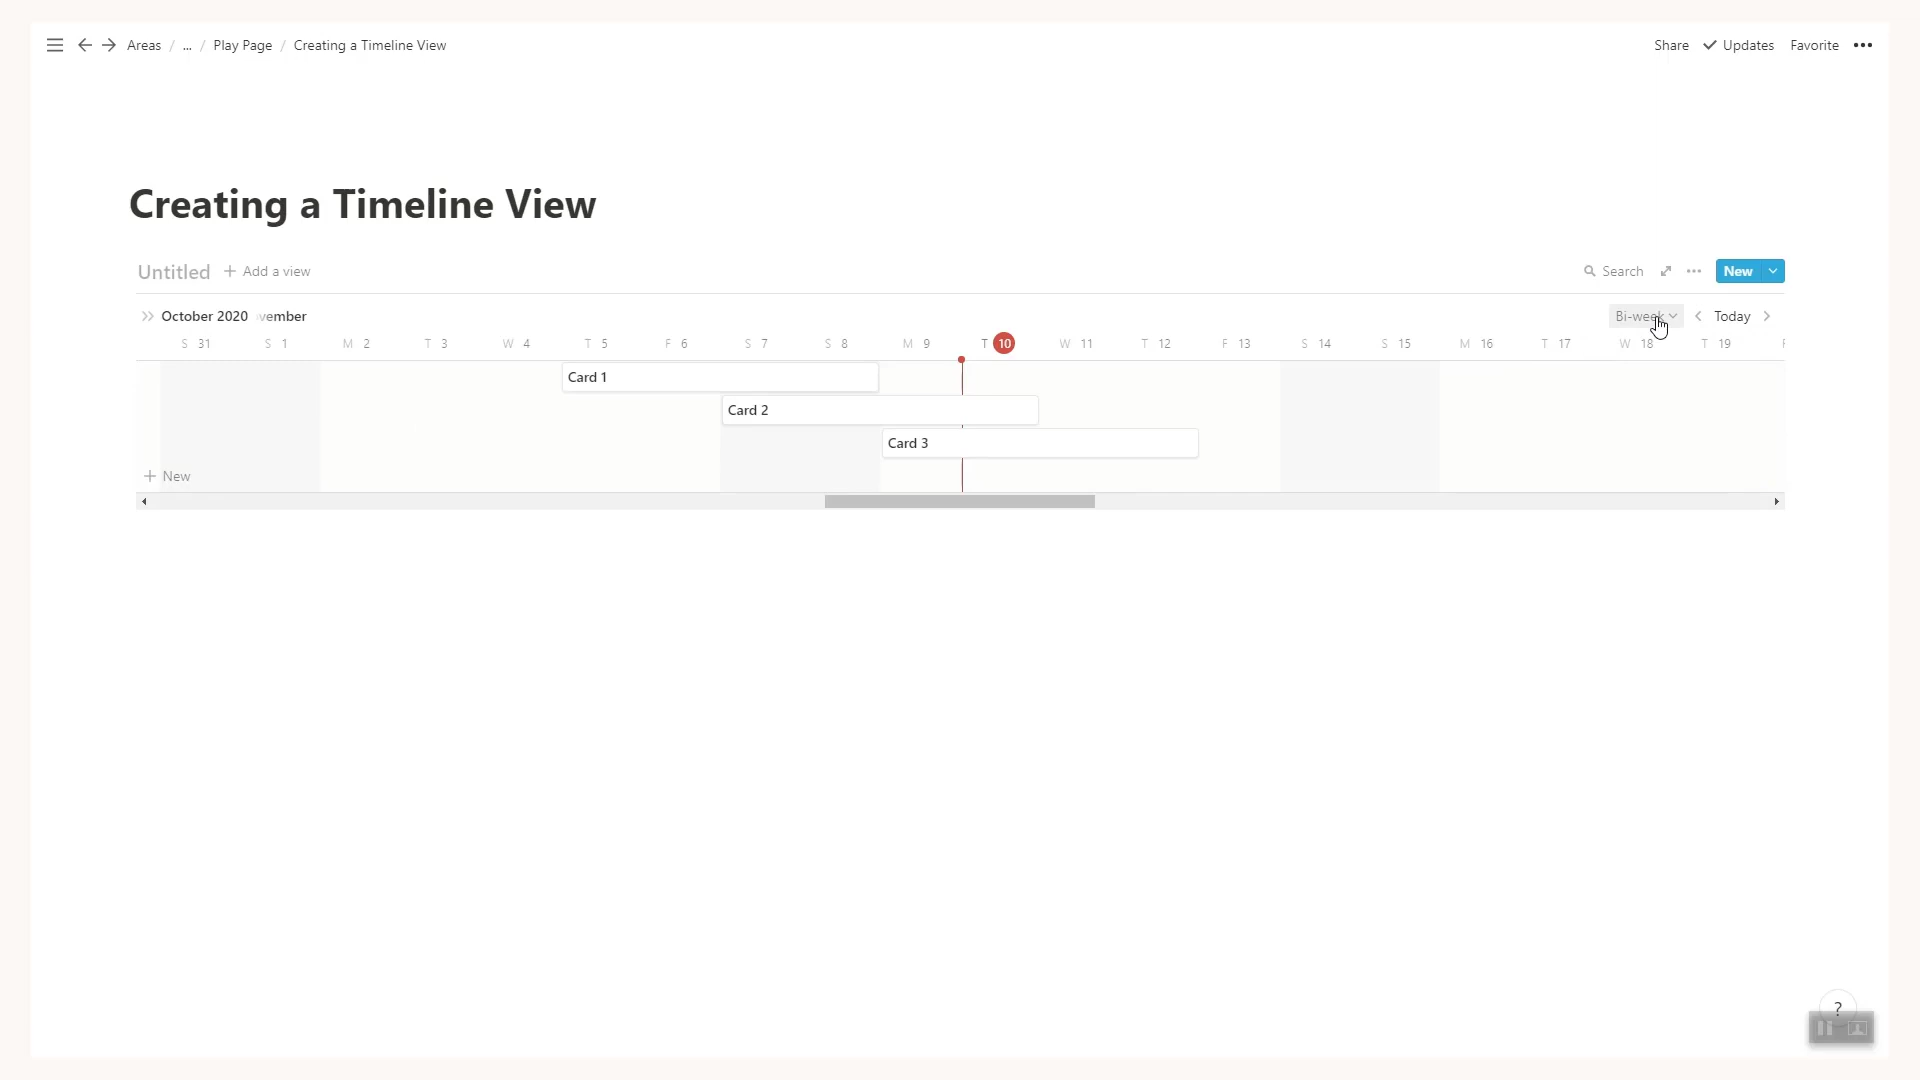 Areas / ... / Play Page / Creating a Timeline View
Share Updates Favorite •••
Creating a Timeline View
Untitled + Add a view
Search ••• New
October 2020 vember
Bi-week Today
S 31 S 1 M 2 T 3 W 4 T 5 F 6 S 7 S 8 M 9 T 10 W 11 T 12 F 13 S 14 S 15 M 16 T 17 W 18 T 19 F
Card 1
Card 2
Card 3
+ New
?